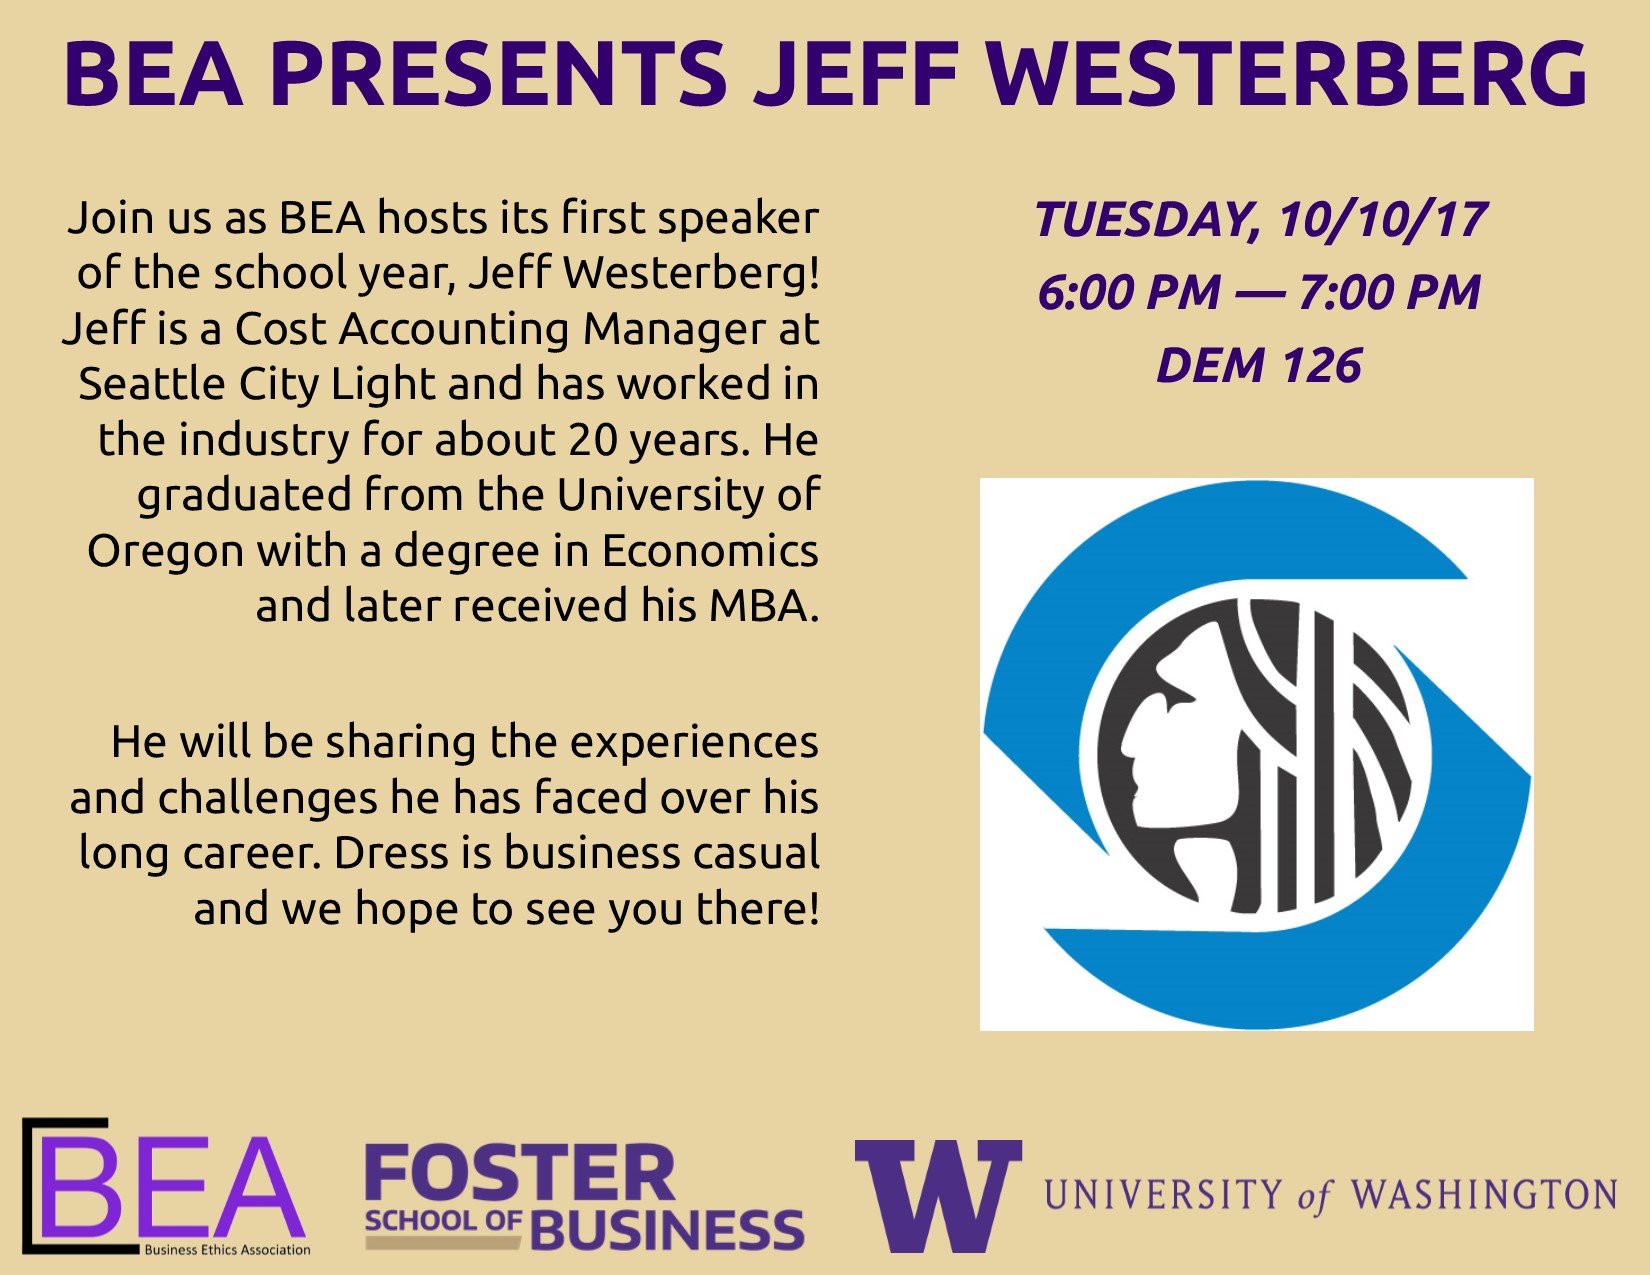 BEA PRESENTS JEFF WESTERBERG
Join us as BEA hosts its first speaker
of the school year, Jeff Westerberg!
Jeff is a Cost Accounting Manager at
Seattle City Light and has worked in
the industry for about 20 years. He
graduated from the University of
Oregon with a degree in Economics
and later received his MBA.
He will be sharing the experiences
and challenges he has faced over his
long career. Dress is business casual
and we hope to see you there!
TUESDAY, 10/10/17
6:00 PM — 7:00 PM
DEM 126
BEA
Business Ethics Association
FOSTER
SCHOOL OF BUSINESS
W
UNIVERSITY of WASHINGTON